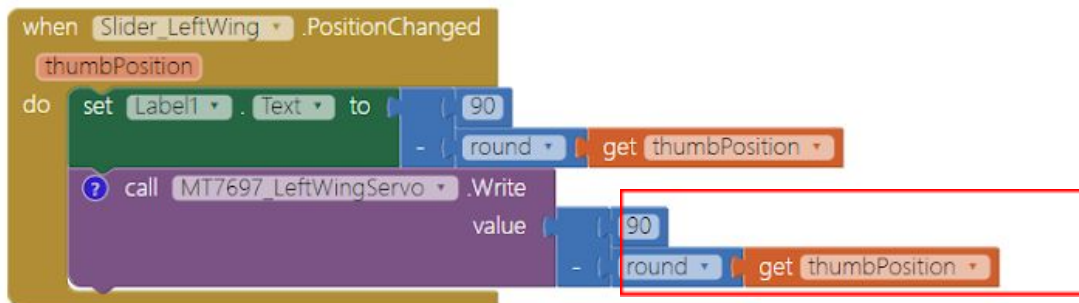 when Slider_LeftWing .PositionChanged
thumbPosition
do set Label1 . Text to 90
- round get thumbPosition
? call MT7697_LeftWingServo .Write
value 90
- round get thumbPosition